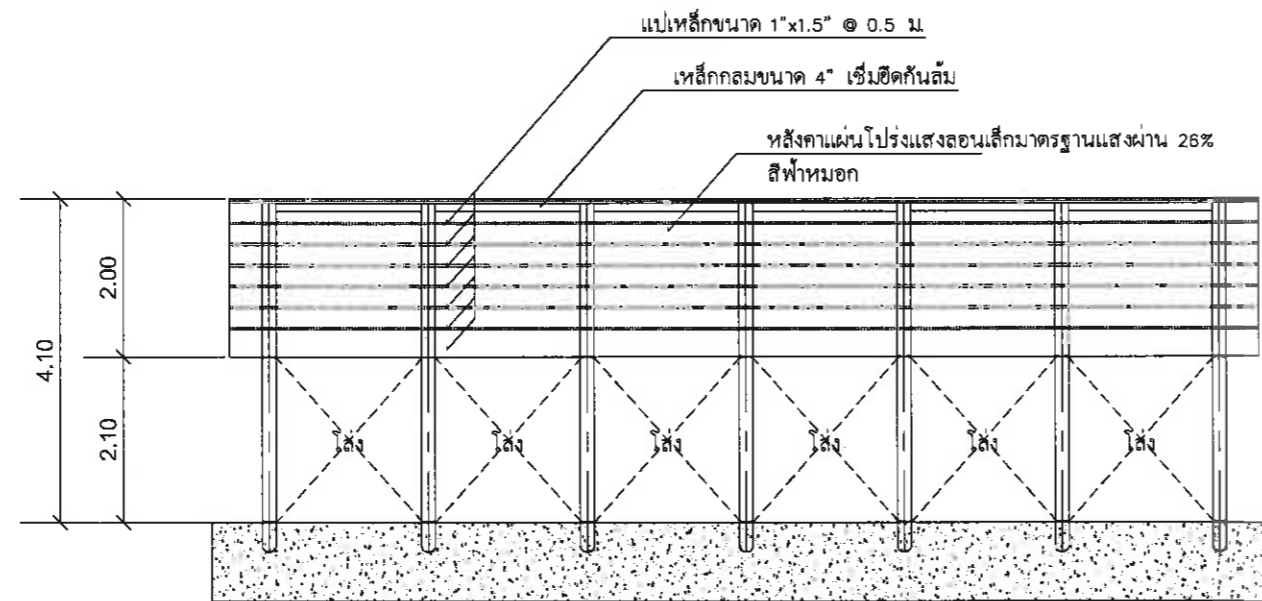 แปเหล็กขนาด 1"x1.5" @ 0.5 ม.
เหล็กกลมขนาด 4" เชื่อมยึดกันล้ม
หลังคาแผ่นโปร่งแสงลอนเล็กมาตรฐานแสงผ่าน 26%
สีฟ้าหมอก
2.00
4.10
2.10
โล่ง โล่ง โล่ง โล่ง โล่ง โล่ง